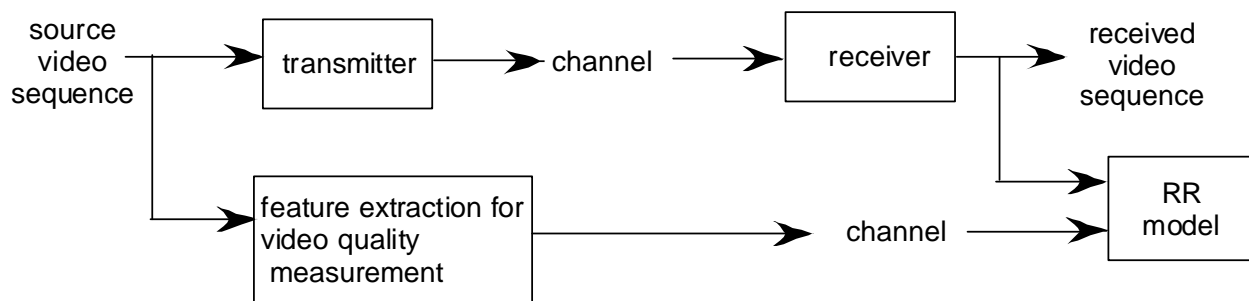 source
video
sequence
transmitter
channel
receiver
received
video
sequence
feature extraction for
video quality
measurement
channel
RR
model